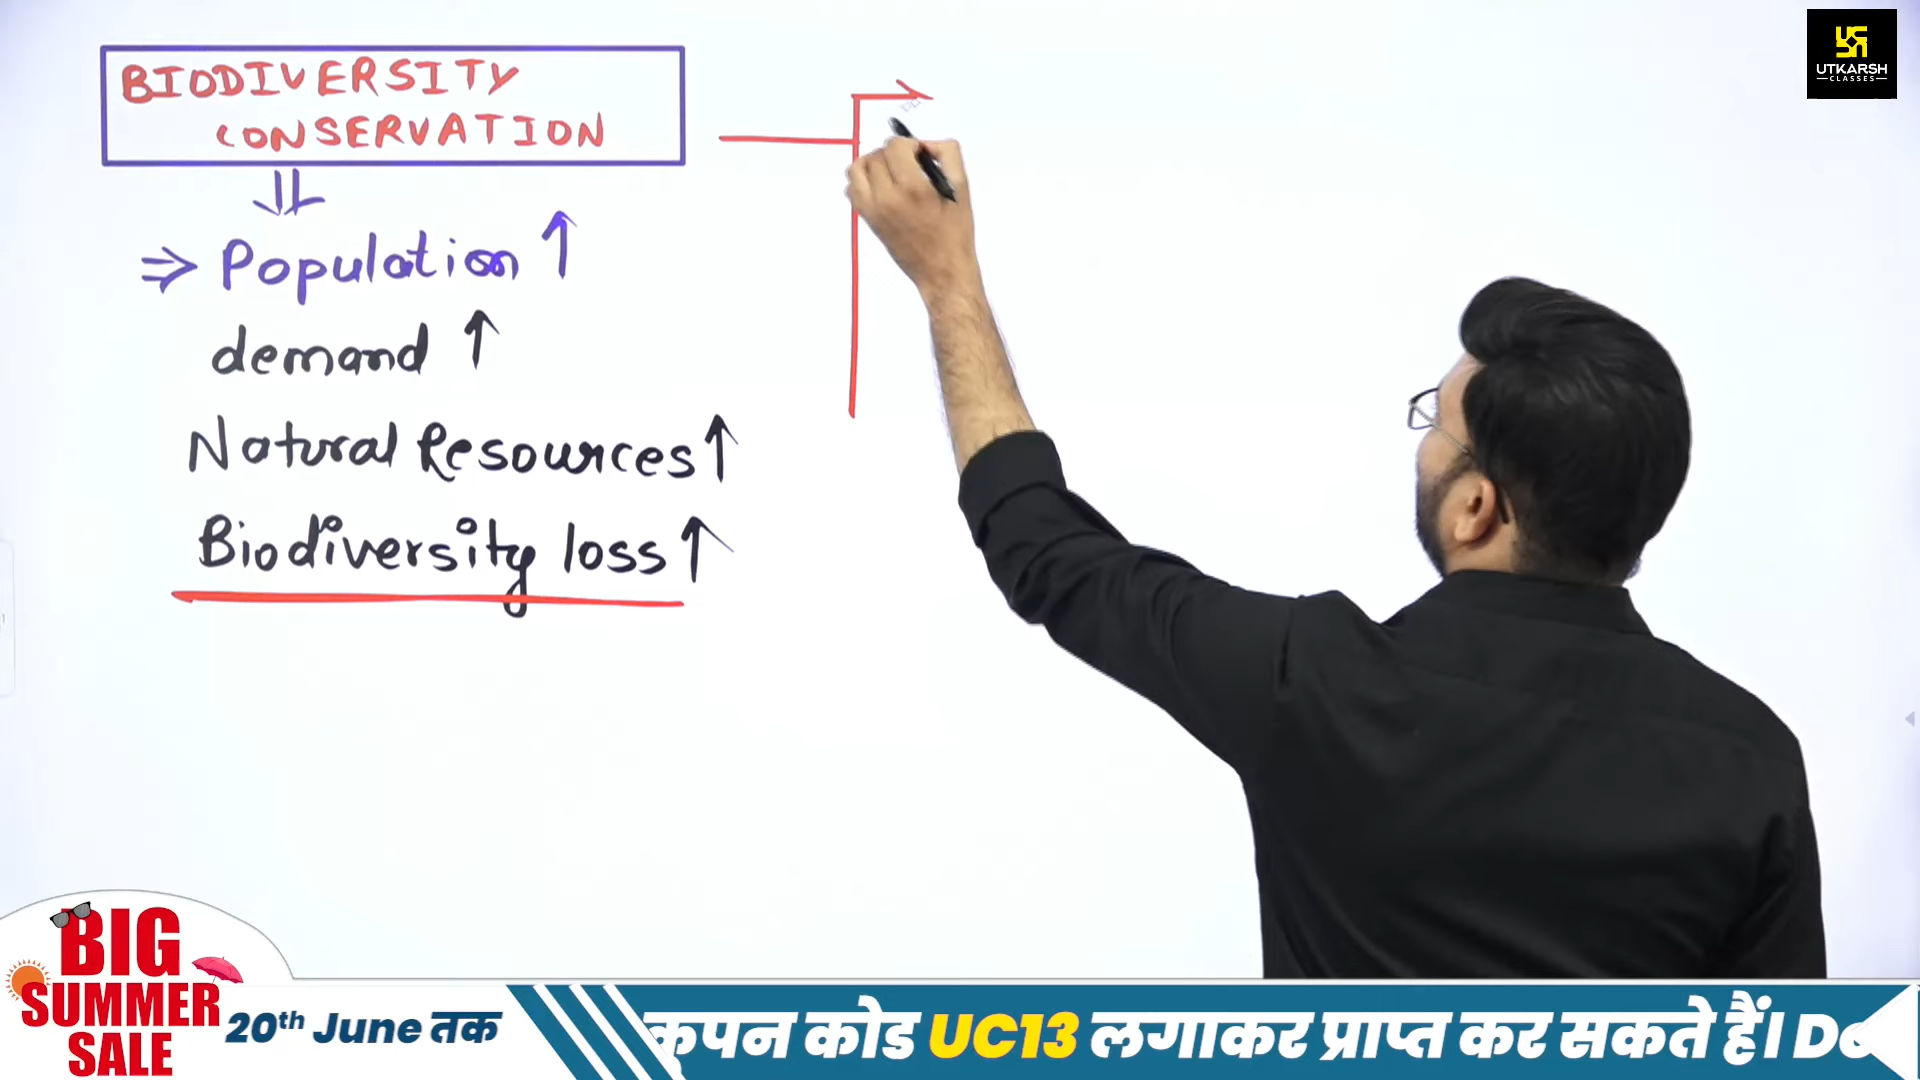 BIODIVERSITY
CONSERVATION
⇒ Population ↑
demand ↑
Natural Resources ↑
Biodiversity loss ↑
UTKARSH
CLASSES
BIG
SUMMER
SALE
20th June तक
कूपन कोड UC13 लगाकर प्राप्त कर सकते हैं।